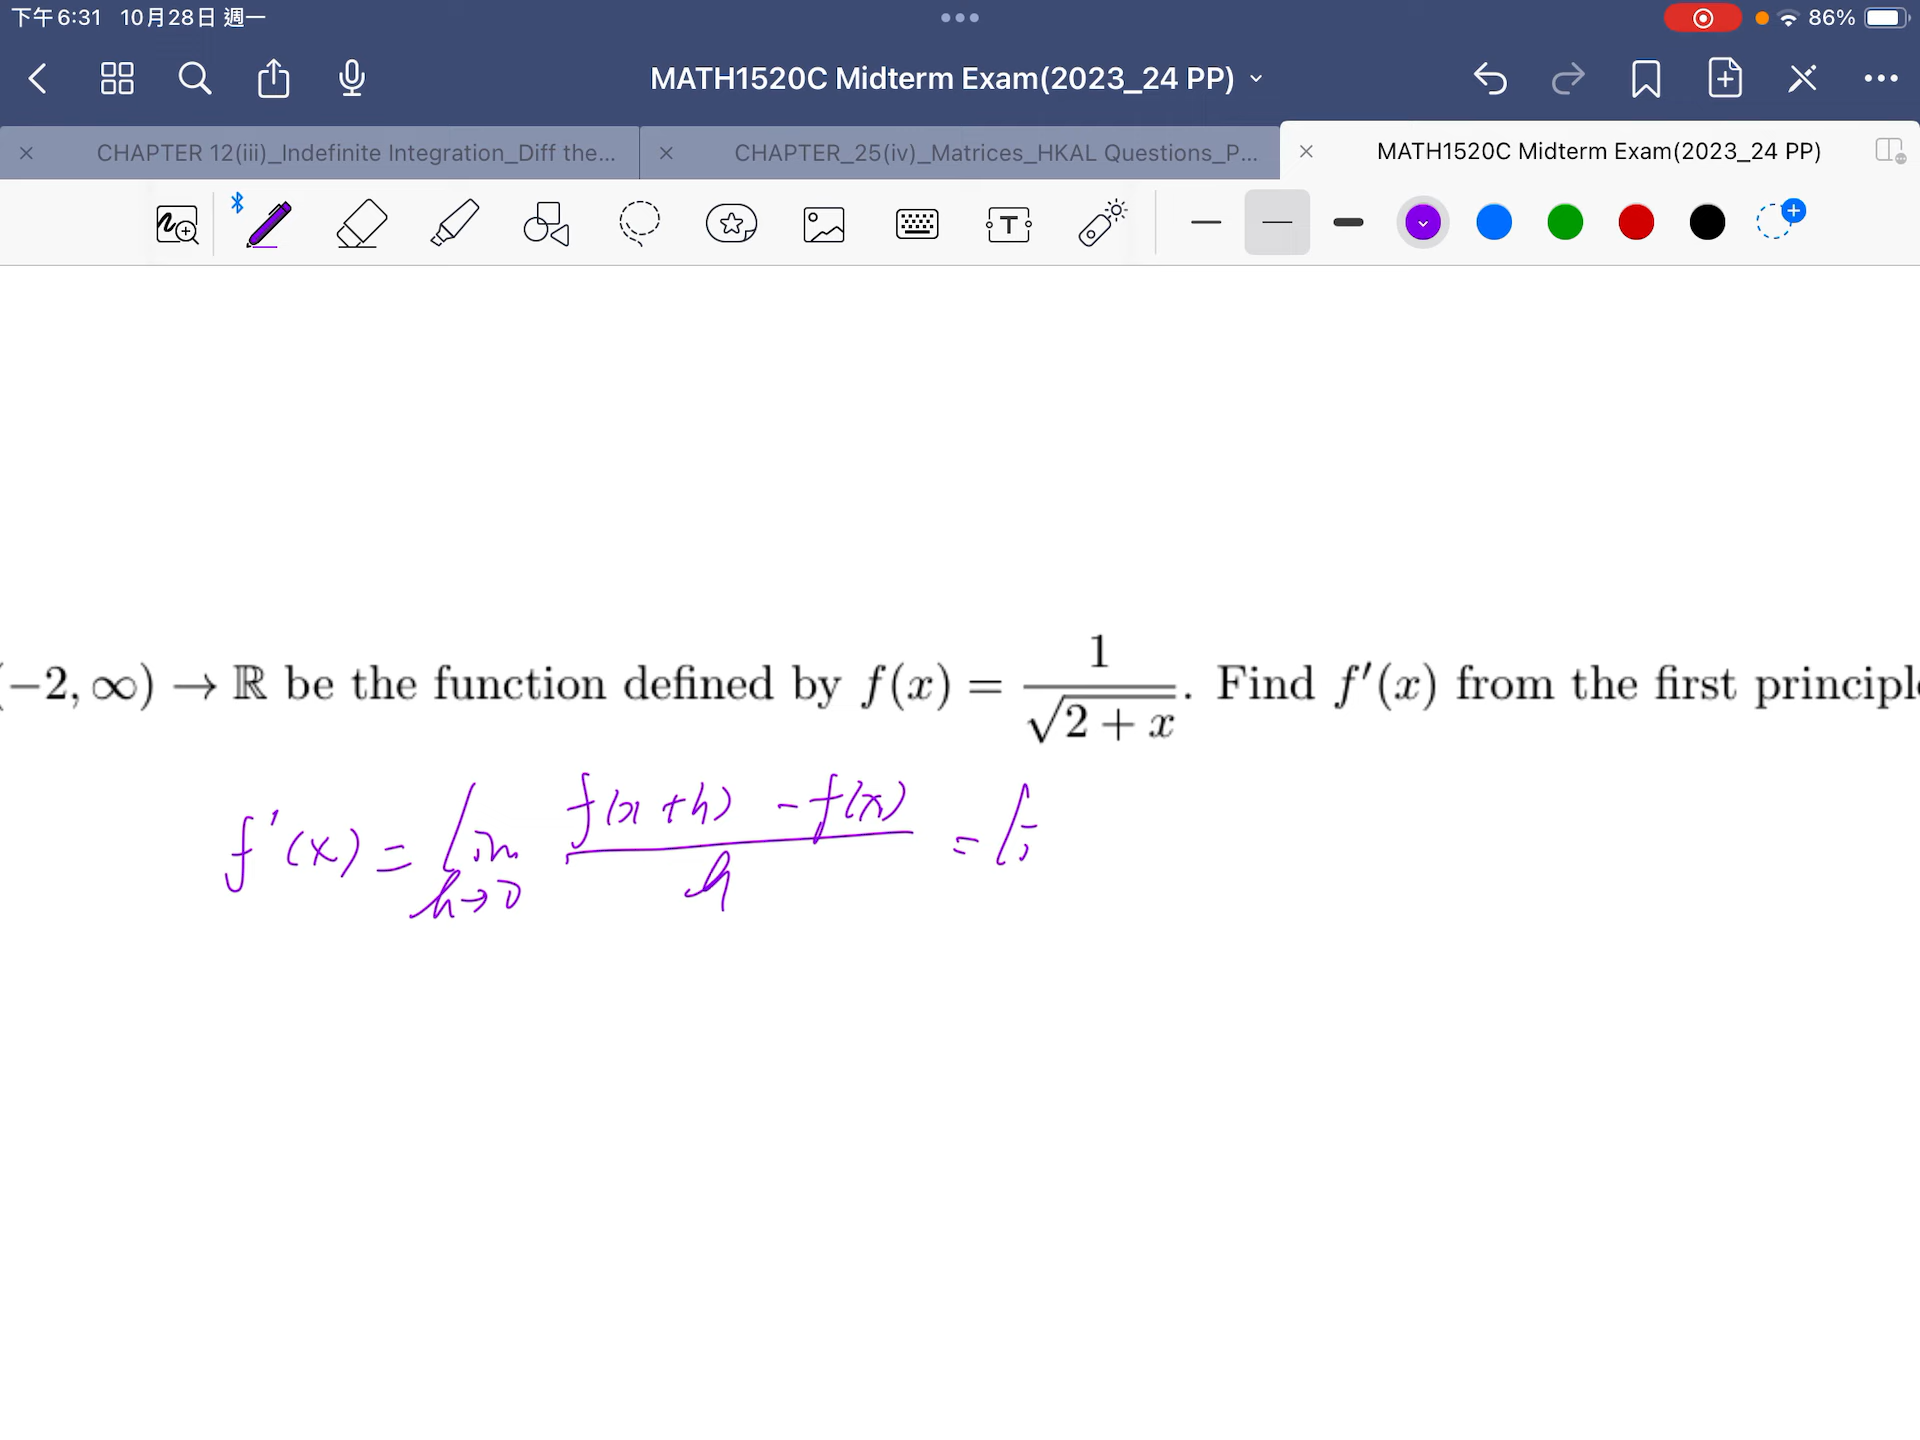 下午6:31 10月28日 週一 86%
MATH1520C Midterm Exam(2023_24 PP)
CHAPTER 12(iii)_Indefinite Integration_Diff the... CHAPTER_25(iv)_Matrices_HKAL Questions_P... MATH1520C Midterm Exam(2023_24 PP)
(−2, ∞) → ℝ be the function defined by f(x) = 1/√(2 + x). Find f′(x) from the first principle
f'(x) = lim h→0 (f(x+h) - f(x))/h = li